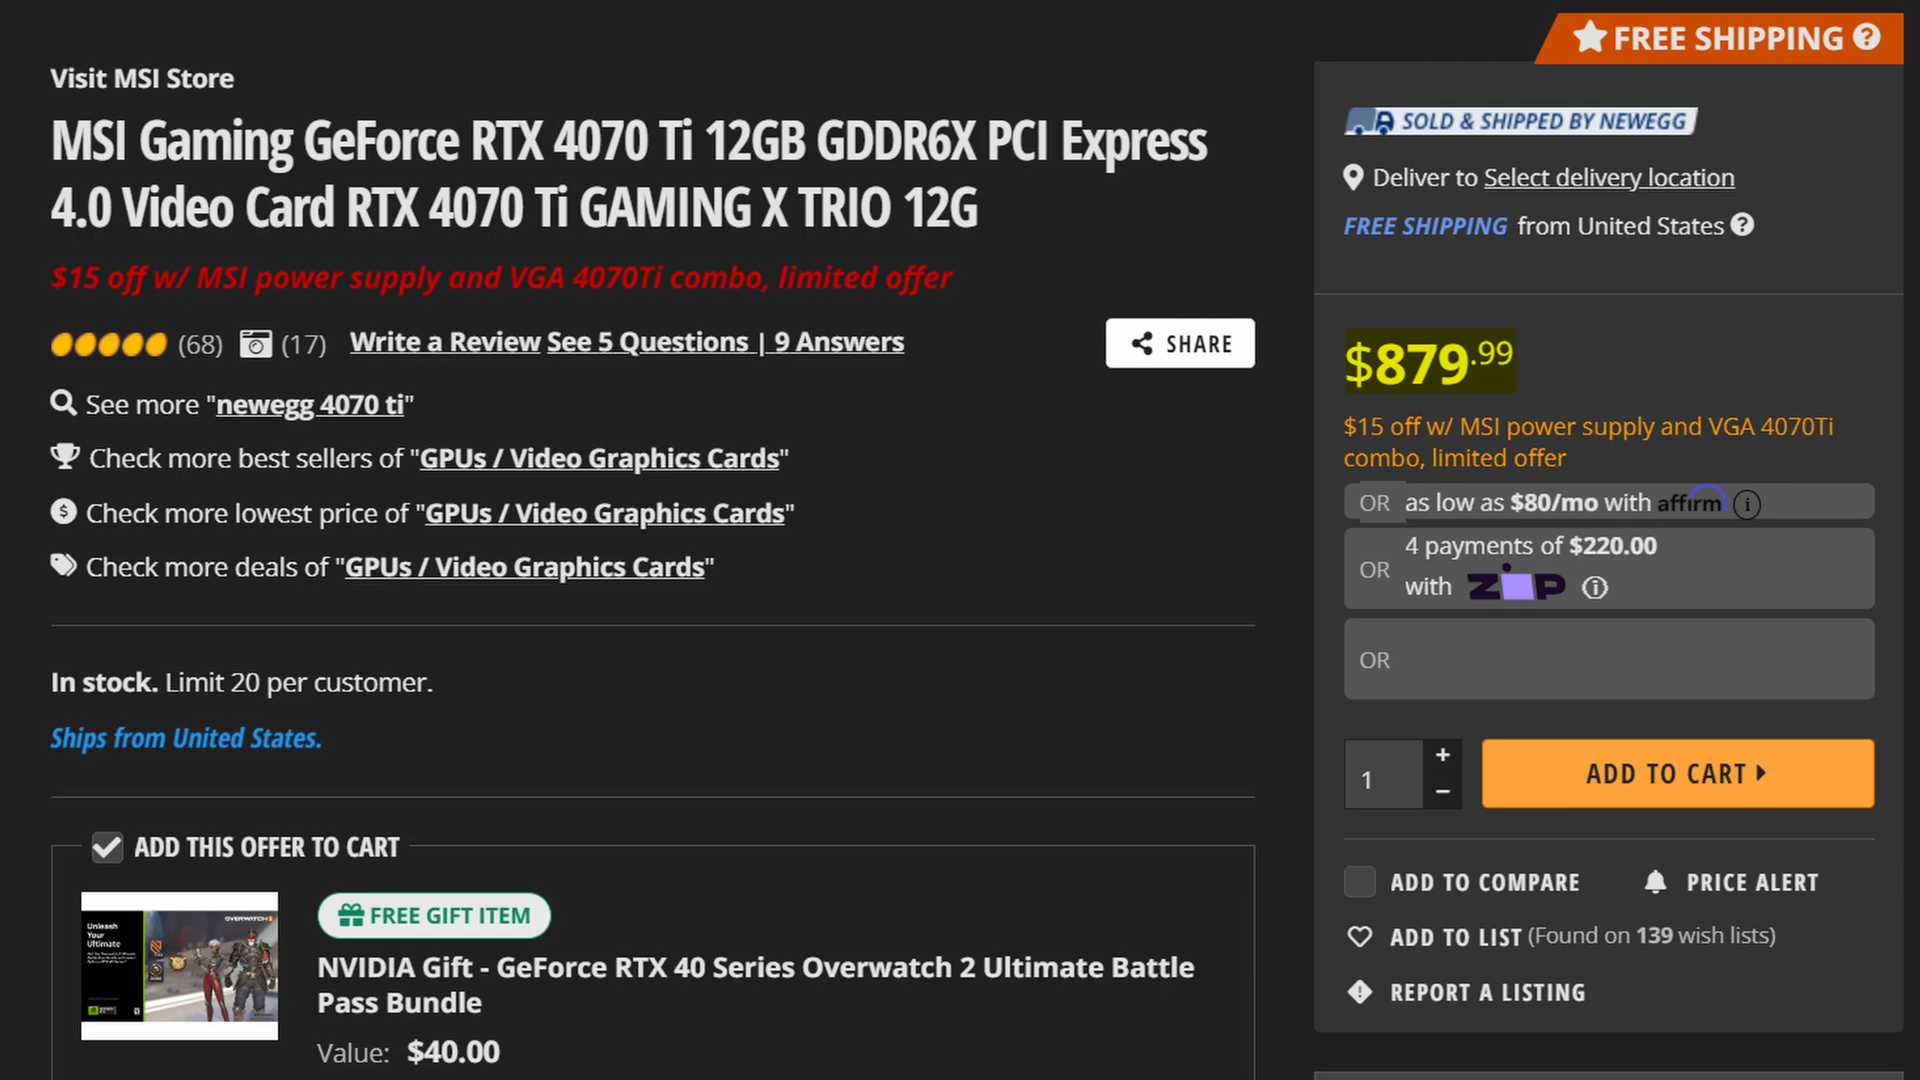 FREE SHIPPING ?
Visit MSI Store
MSI Gaming GeForce RTX 4070 Ti 12GB GDDR6X PCI Express
4.0 Video Card RTX 4070 Ti GAMING X TRIO 12G
$15 off w/ MSI power supply and VGA 4070Ti combo, limited offer
(68) (17) Write a Review See 5 Questions | 9 Answers
SHARE
See more "newegg 4070 ti"
Check more best sellers of "GPUs / Video Graphics Cards"
Check more lowest price of "GPUs / Video Graphics Cards"
Check more deals of "GPUs / Video Graphics Cards"
In stock. Limit 20 per customer.
Ships from United States.
ADD THIS OFFER TO CART
Unleash
Your
Ultimate
OVERWATCH 2
FREE GIFT ITEM
NVIDIA Gift - GeForce RTX 40 Series Overwatch 2 Ultimate Battle
Pass Bundle
Value: $40.00
SOLD & SHIPPED BY NEWEGG
Deliver to Select delivery location
FREE SHIPPING from United States ?
$879.99
$15 off w/ MSI power supply and VGA 4070Ti
combo, limited offer
OR as low as $80/mo with affirm i
4 payments of $220.00
OR
with ZIP i
OR
1 + −
ADD TO CART
ADD TO COMPARE
PRICE ALERT
ADD TO LIST (Found on 139 wish lists)
REPORT A LISTING